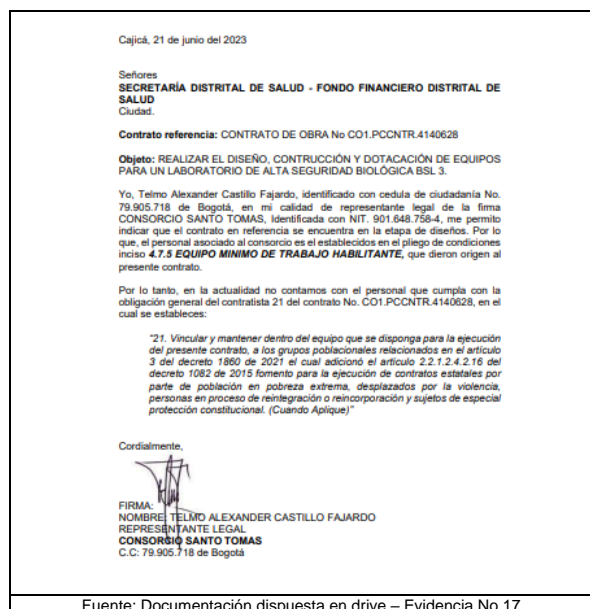 Cajicá, 21 de junio del 2023
Señores
SECRETARÍA DISTRITAL DE SALUD - FONDO FINANCIERO DISTRITAL DE
SALUD
Ciudad.
Contrato referencia: CONTRATO DE OBRA No CO1.PCCNTR.4140628
Objeto: REALIZAR EL DISEÑO, CONTRUCCIÓN Y DOTACACIÓN DE EQUIPOS
PARA UN LABORATORIO DE ALTA SEGURIDAD BIOLÓGICA BSL 3.
Yo, Telmo Alexander Castillo Fajardo, identificado con cedula de ciudadanía No.
79.905.718 de Bogotá, en mi calidad de representante legal de la firma
CONSORCIO SANTO TOMAS, Identificada con NIT. 901.648.758-4, me permito
indicar que el contrato en referencia se encuentra en la etapa de diseños. Por lo
que, el personal asociado al consorcio es el establecidos en el pliego de condiciones
inciso 4.7.5 EQUIPO MINIMO DE TRABAJO HABILITANTE, que dieron origen al
presente contrato.
Por lo tanto, en la actualidad no contamos con el personal que cumpla con la
obligación general del contratista 21 del contrato No. CO1.PCCNTR.4140628, en el
cual se estableces:
"21. Vincular y mantener dentro del equipo que se disponga para la ejecución
del presente contrato, a los grupos poblacionales relacionados en el artículo
3 del decreto 1860 de 2021 el cual adicionó el artículo 2.2.1.2.4.2.16 del
decreto 1082 de 2015 fomento para la ejecución de contratos estatales por
parte de población en pobreza extrema, desplazados por la violencia,
personas en proceso de reintegración o reincorporación y sujetos de especial
protección constitucional. (Cuando Aplique)"
Cordialmente,
FIRMA:
NOMBRE: TELMO ALEXANDER CASTILLO FAJARDO
REPRESENTANTE LEGAL
CONSORCIO SANTO TOMAS
C.C: 79.905.718 de Bogotá
Fuente: Documentación dispuesta en drive – Evidencia No 17